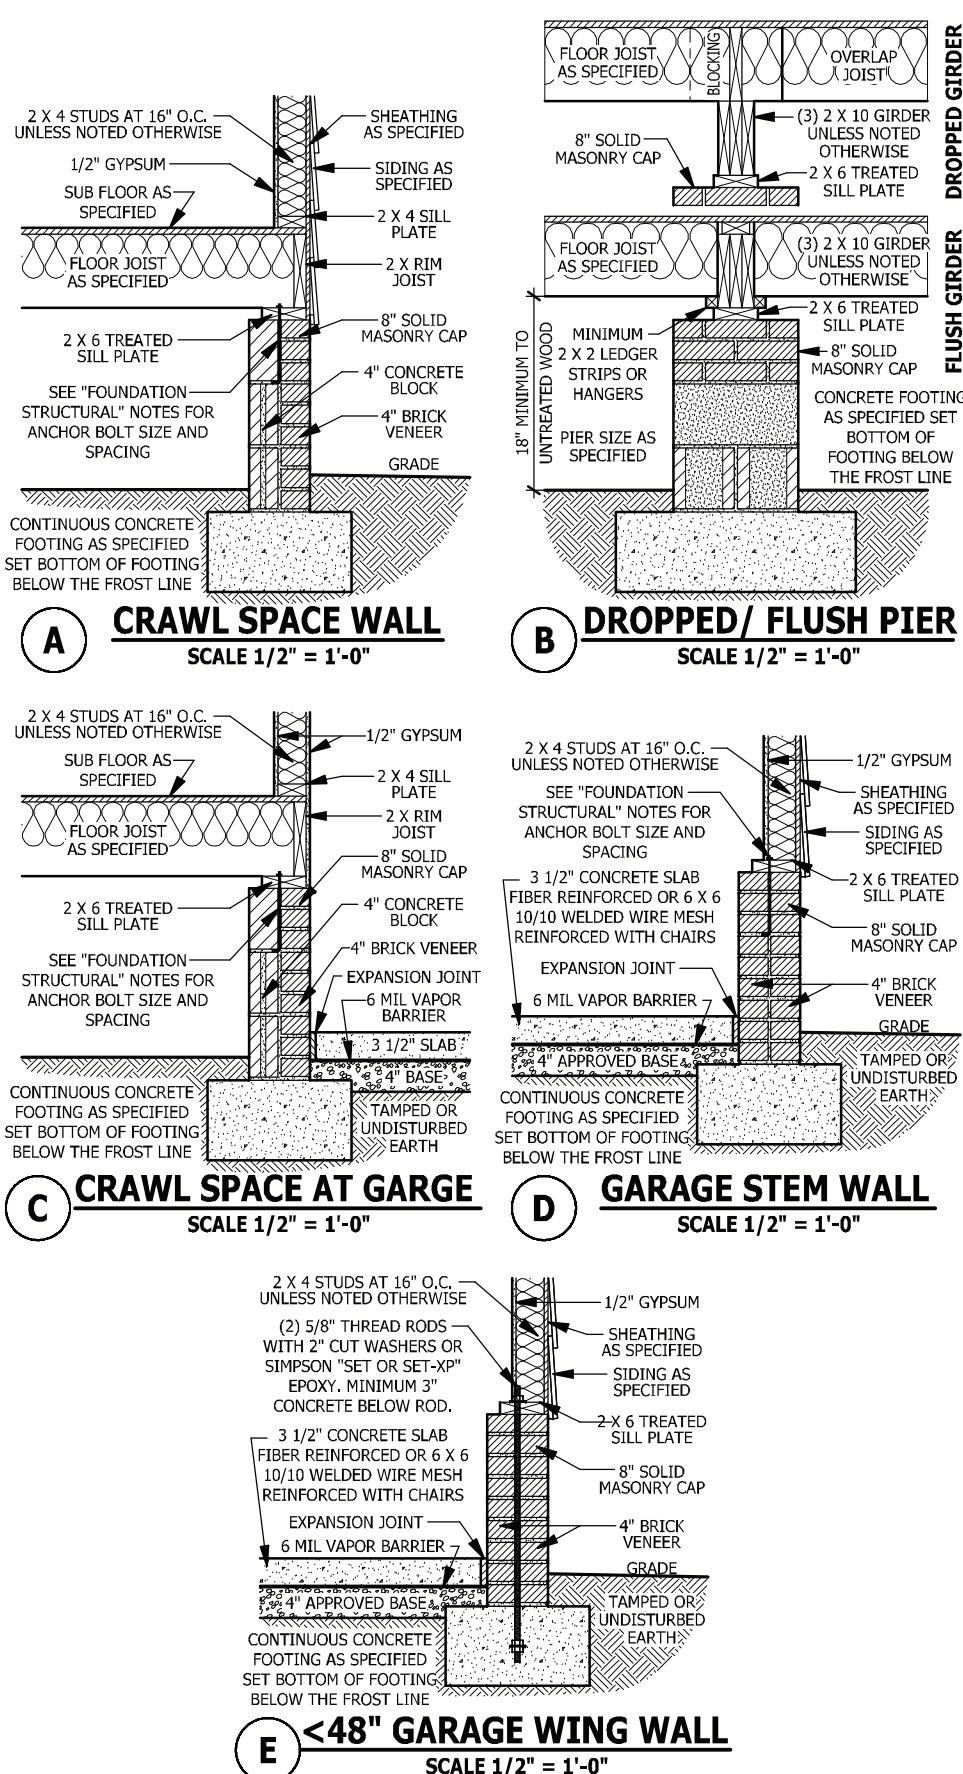 2 X 4 STUDS AT 16" O.C.
UNLESS NOTED OTHERWISE
1/2" GYPSUM
SUB FLOOR AS
SPECIFIED
FLOOR JOIST
AS SPECIFIED
2 X 6 TREATED
SILL PLATE
SEE "FOUNDATION
STRUCTURAL" NOTES FOR
ANCHOR BOLT SIZE AND
SPACING
SHEATHING
AS SPECIFIED
SIDING AS
SPECIFIED
2 X 4 SILL
PLATE
2 X RIM
JOIST
8" SOLID
MASONRY CAP
4" CONCRETE
BLOCK
4" BRICK
VENEER
GRADE
CONTINUOUS CONCRETE
FOOTING AS SPECIFIED
SET BOTTOM OF FOOTING
BELOW THE FROST LINE
A
CRAWL SPACE WALL
SCALE 1/2" = 1'-0"
FLOOR JOIST
AS SPECIFIED
BLOCKING
OVERLAP
JOIST
8" SOLID
MASONRY CAP
(3) 2 X 10 GIRDER
UNLESS NOTED
OTHERWISE
2 X 6 TREATED
SILL PLATE
DROPPED GIRDER
FLOOR JOIST
AS SPECIFIED
(3) 2 X 10 GIRDER
UNLESS NOTED
OTHERWISE
2 X 6 TREATED
SILL PLATE
FLUSH GIRDER
18" MINIMUM TO
UNTREATED WOOD
MINIMUM
2 X 2 LEDGER
STRIPS OR
HANGERS
PIER SIZE AS
SPECIFIED
8" SOLID
MASONRY CAP
CONCRETE FOOTING
AS SPECIFIED SET
BOTTOM OF
FOOTING BELOW
THE FROST LINE
B
DROPPED/ FLUSH PIER
SCALE 1/2" = 1'-0"
2 X 4 STUDS AT 16" O.C.
UNLESS NOTED OTHERWISE
SUB FLOOR AS
SPECIFIED
FLOOR JOIST
AS SPECIFIED
2 X 6 TREATED
SILL PLATE
SEE "FOUNDATION
STRUCTURAL" NOTES FOR
ANCHOR BOLT SIZE AND
SPACING
1/2" GYPSUM
2 X 4 SILL
PLATE
2 X RIM
JOIST
8" SOLID
MASONRY CAP
4" CONCRETE
BLOCK
4" BRICK VENEER
EXPANSION JOINT
6 MIL VAPOR
BARRIER
3 1/2" SLAB
4" BASE
TAMPED OR
UNDISTURBED
EARTH
CONTINUOUS CONCRETE
FOOTING AS SPECIFIED
SET BOTTOM OF FOOTING
BELOW THE FROST LINE
C
CRAWL SPACE AT GARGE
SCALE 1/2" = 1'-0"
2 X 4 STUDS AT 16" O.C.
UNLESS NOTED OTHERWISE
SEE "FOUNDATION
STRUCTURAL" NOTES FOR
ANCHOR BOLT SIZE AND
SPACING
3 1/2" CONCRETE SLAB
FIBER REINFORCED OR 6 X 6
10/10 WELDED WIRE MESH
REINFORCED WITH CHAIRS
EXPANSION JOINT
6 MIL VAPOR BARRIER
4" APPROVED BASE
1/2" GYPSUM
SHEATHING
AS SPECIFIED
SIDING AS
SPECIFIED
2 X 6 TREATED
SILL PLATE
8" SOLID
MASONRY CAP
4" BRICK
VENEER
GRADE
TAMPED OR
UNDISTURBED
EARTH
CONTINUOUS CONCRETE
FOOTING AS SPECIFIED
SET BOTTOM OF FOOTING
BELOW THE FROST LINE
D
GARAGE STEM WALL
SCALE 1/2" = 1'-0"
2 X 4 STUDS AT 16" O.C.
UNLESS NOTED OTHERWISE
(2) 5/8" THREAD RODS
WITH 2" CUT WASHERS OR
SIMPSON "SET OR SET-XP"
EPOXY. MINIMUM 3"
CONCRETE BELOW ROD.
3 1/2" CONCRETE SLAB
FIBER REINFORCED OR 6 X 6
10/10 WELDED WIRE MESH
REINFORCED WITH CHAIRS
EXPANSION JOINT
6 MIL VAPOR BARRIER
4" APPROVED BASE
1/2" GYPSUM
SHEATHING
AS SPECIFIED
SIDING AS
SPECIFIED
2 X 6 TREATED
SILL PLATE
8" SOLID
MASONRY CAP
4" BRICK
VENEER
GRADE
TAMPED OR
UNDISTURBED
EARTH
CONTINUOUS CONCRETE
FOOTING AS SPECIFIED
SET BOTTOM OF FOOTING
BELOW THE FROST LINE
E
<48" GARAGE WING WALL
SCALE 1/2" = 1'-0"